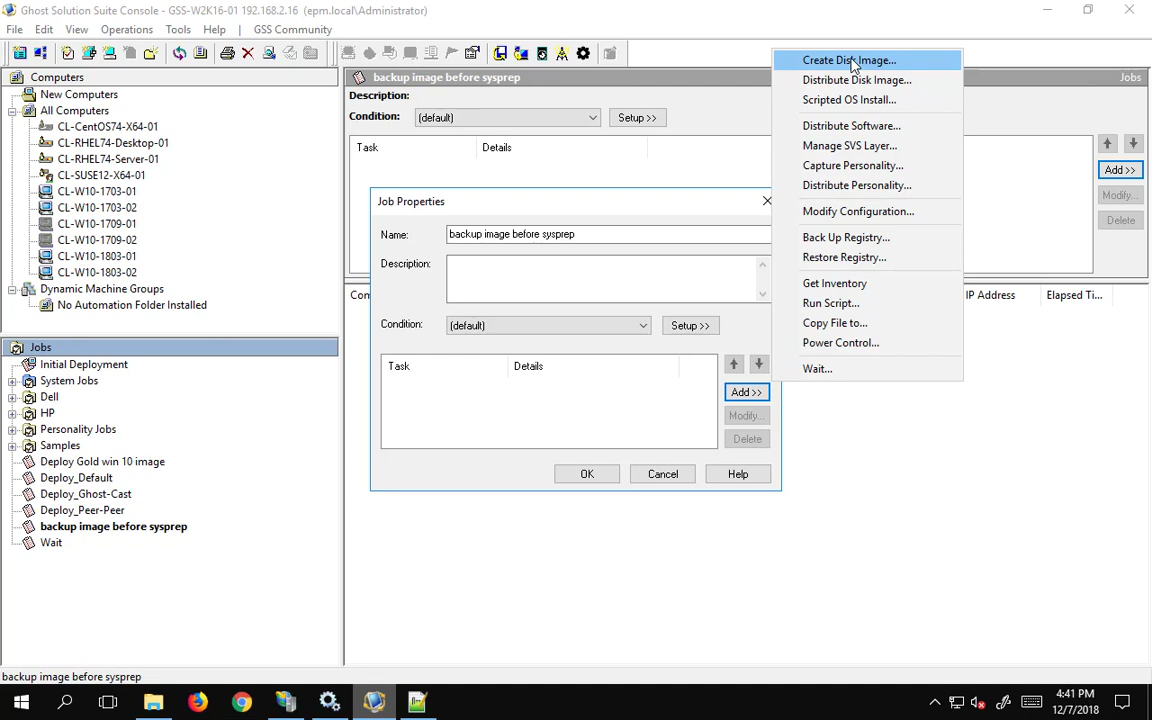 Ghost Solution Suite Console - GSS-W2K16-01 192.168.2.16 (epm.local\Administrator)
File Edit View Operations Tools Help | GSS Community
Computers
New Computers
All Computers
CL-CentOS74-X64-01
CL-RHEL74-Desktop-01
CL-RHEL74-Server-01
CL-SUSE12-X64-01
CL-W10-1703-01
CL-W10-1703-02
CL-W10-1709-01
CL-W10-1709-02
CL-W10-1803-01
CL-W10-1803-02
Dynamic Machine Groups
No Automation Folder Installed
Jobs
Initial Deployment
System Jobs
Dell
HP
Personality Jobs
Samples
Deploy Gold win 10 image
Deploy_Default
Deploy_Ghost-Cast
Deploy_Peer-Peer
backup image before sysprep
Wait
backup image before sysprep Jobs
Description:
Condition: (default) Setup >>
Task Details
Add >>
Modify...
Delete
IP Address Elapsed Ti...
Job Properties
Name: backup image before sysprep
Description:
Condition: (default) Setup >>
Task Details
Add >>
Modify...
Delete
OK Cancel Help
Create Disk Image...
Distribute Disk Image...
Scripted OS Install...
Distribute Software...
Manage SVS Layer...
Capture Personality...
Distribute Personality...
Modify Configuration...
Back Up Registry...
Restore Registry...
Get Inventory
Run Script...
Copy File to...
Power Control...
Wait...
backup image before sysprep
4:41 PM
12/7/2018